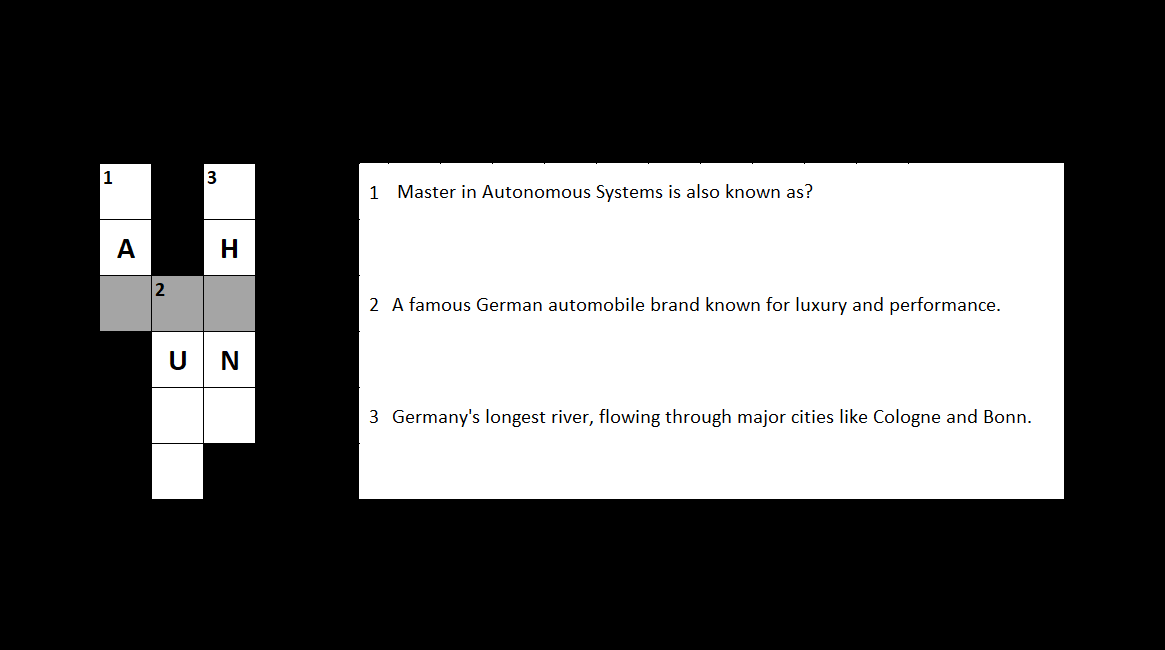 1 3
A H
2
U N
1 Master in Autonomous Systems is also known as?
2 A famous German automobile brand known for luxury and performance.
3 Germany's longest river, flowing through major cities like Cologne and Bonn.